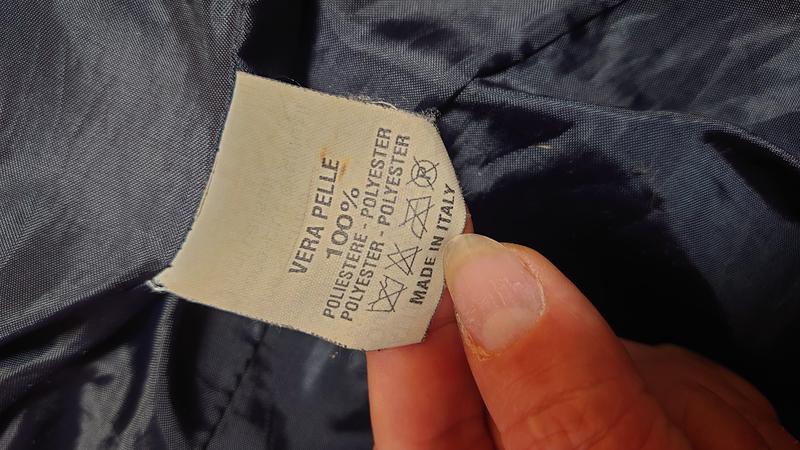 VERA PELLE
100%
POLIESTERE - POLYESTER
POLYESTER - POLYESTER
MADE IN ITALY